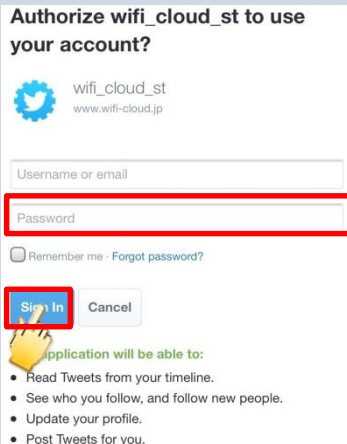 Authorize wifi_cloud_st to use
your account?
wifi_cloud_st
www.wifi-cloud.jp
Username or email
Password
Remember me · Forgot password?
Sign In Cancel
application will be able to:
• Read Tweets from your timeline.
• See who you follow, and follow new people.
• Update your profile.
• Post Tweets for you.